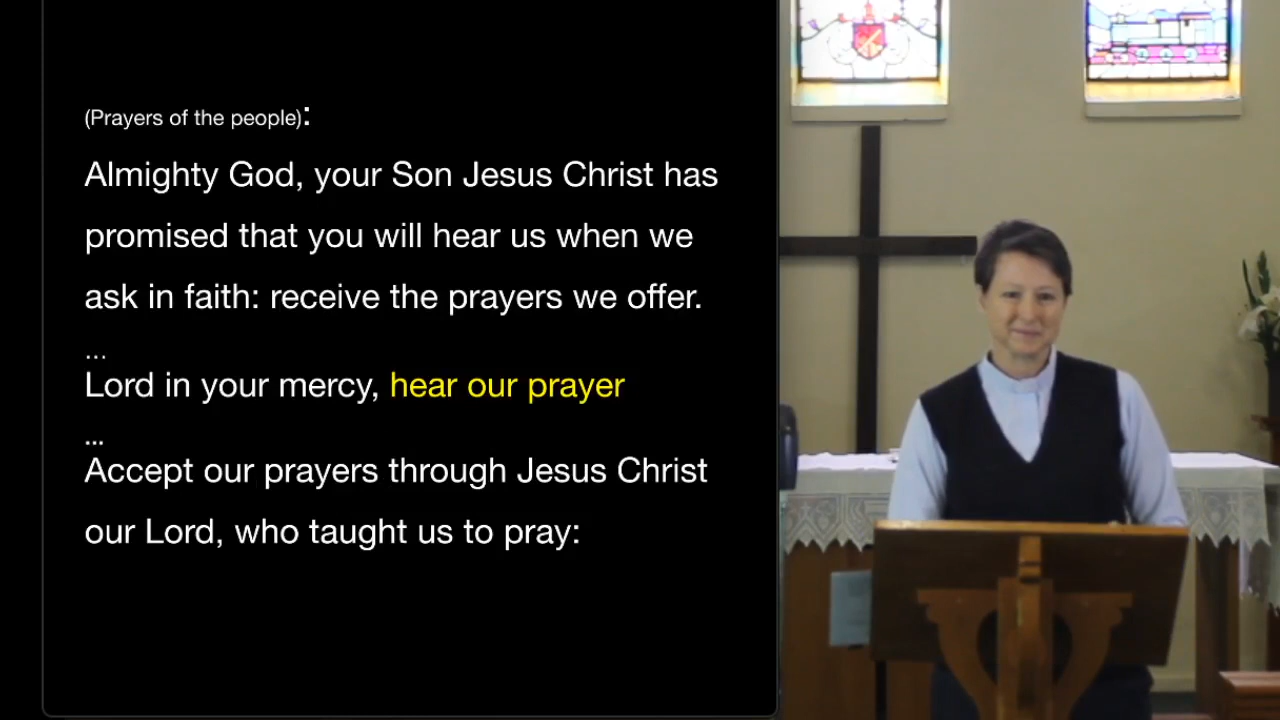 (Prayers of the people):
Almighty God, your Son Jesus Christ has
promised that you will hear us when we
ask in faith: receive the prayers we offer.
...
Lord in your mercy, hear our prayer
...
Accept our prayers through Jesus Christ
our Lord, who taught us to pray: